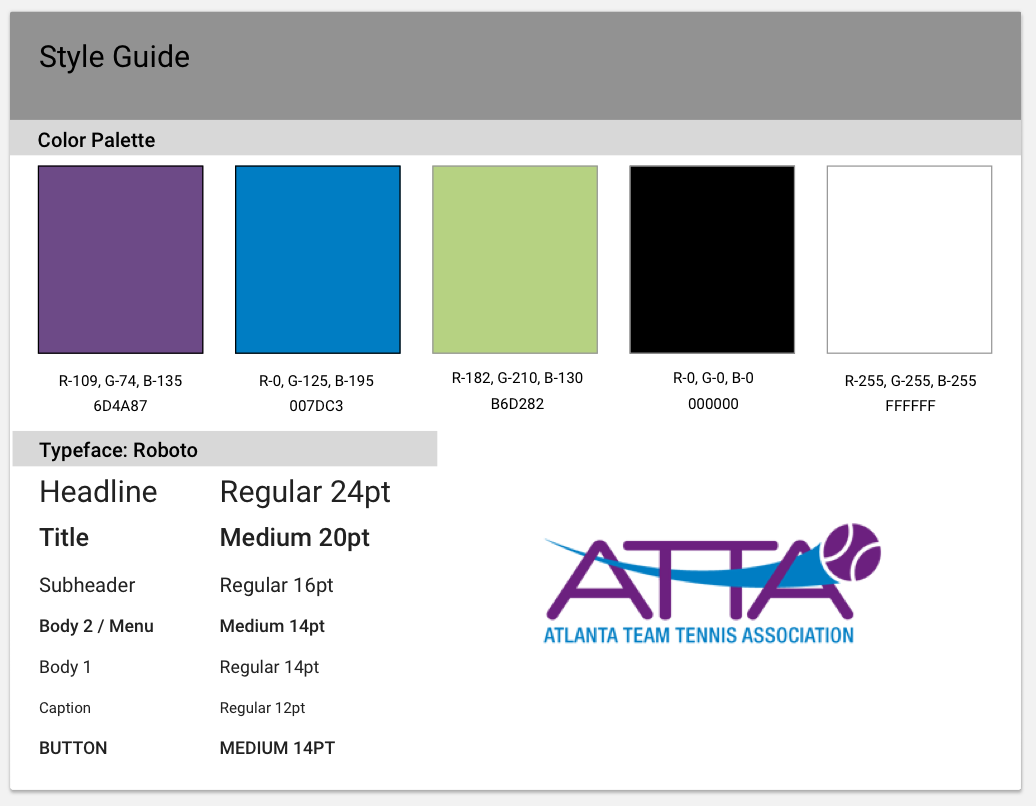 Style Guide
Color Palette
R-109, G-74, B-135
6D4A87
R-0, G-125, B-195
007DC3
R-182, G-210, B-130
B6D282
R-0, G-0, B-0
000000
R-255, G-255, B-255
FFFFFF
Typeface: Roboto
Headline Regular 24pt
Title Medium 20pt
Subheader Regular 16pt
Body 2 / Menu Medium 14pt
Body 1 Regular 14pt
Caption Regular 12pt
BUTTON MEDIUM 14PT
ATTA
ATLANTA TEAM TENNIS ASSOCIATION